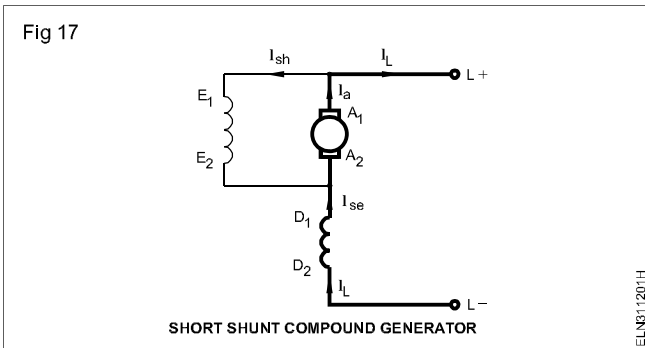 Fig 17
Ish
IL
L +
E1
Ia
A1
E2
A2
Ise
D1
D2
IL
L –
SHORT SHUNT COMPOUND GENERATOR
ELN311201H